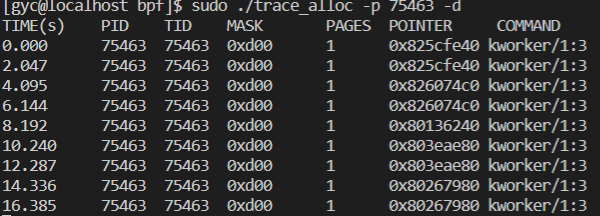 [gyc@localhost bpf]$ sudo ./trace_alloc -p 75463 -d
TIME(s) PID TID MASK PAGES POINTER COMMAND
0.000 75463 75463 0xd00 1 0x825cfe40 kworker/1:3
2.047 75463 75463 0xd00 1 0x825cfe40 kworker/1:3
4.095 75463 75463 0xd00 1 0x826074c0 kworker/1:3
6.144 75463 75463 0xd00 1 0x826074c0 kworker/1:3
8.192 75463 75463 0xd00 1 0x80136240 kworker/1:3
10.240 75463 75463 0xd00 1 0x803eae80 kworker/1:3
12.287 75463 75463 0xd00 1 0x803eae80 kworker/1:3
14.336 75463 75463 0xd00 1 0x80267980 kworker/1:3
16.385 75463 75463 0xd00 1 0x80267980 kworker/1:3